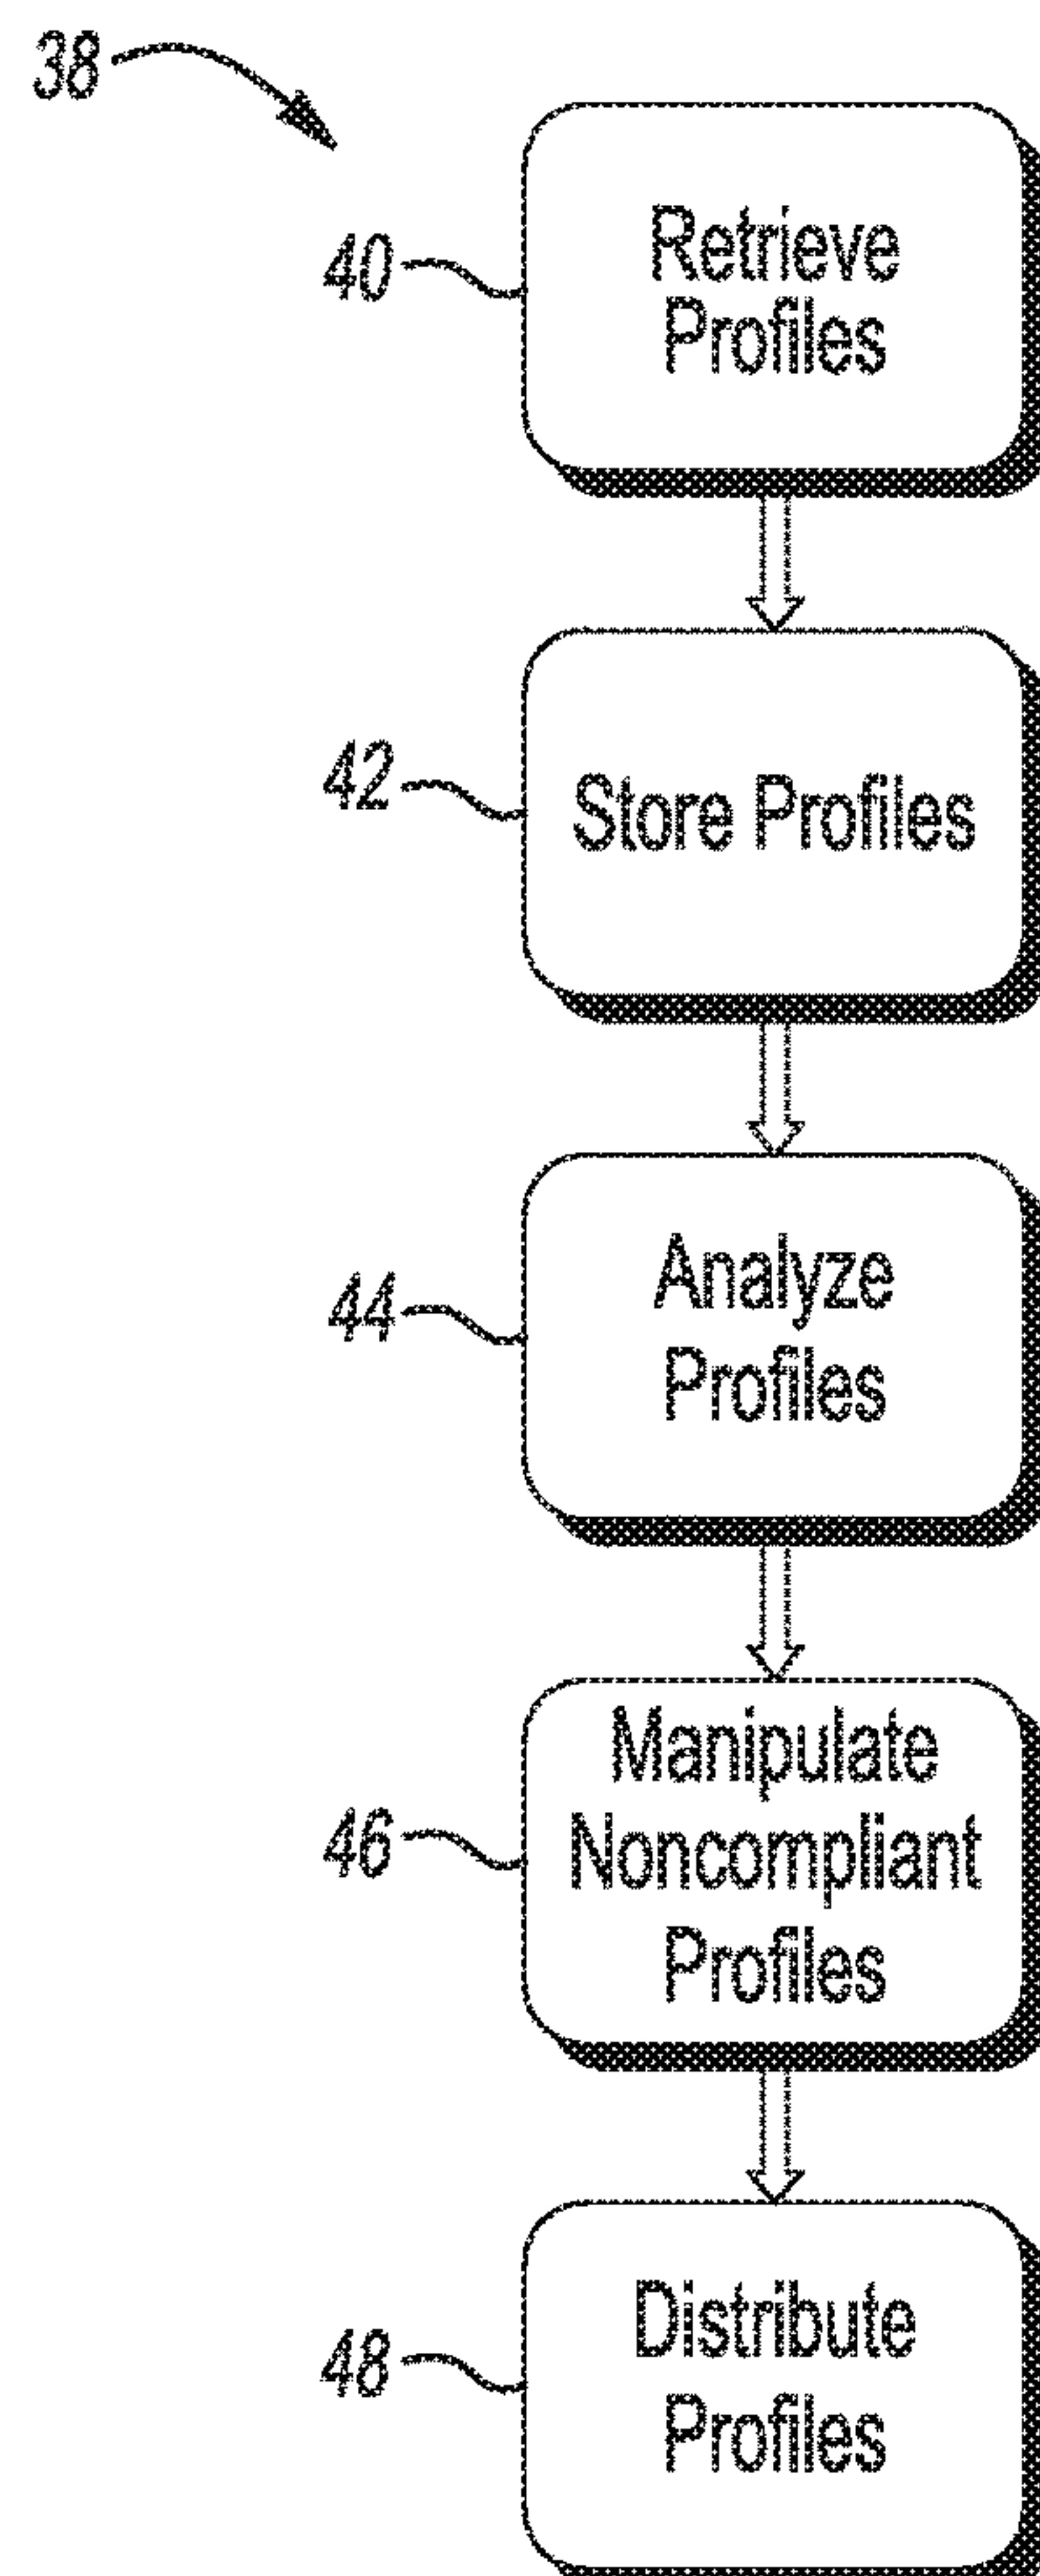 38
40
Retrieve
Profiles
42
Store Profiles
44
Analyze
Profiles
46
Manipulate
Noncompliant
Profiles
48
Distribute
Profiles